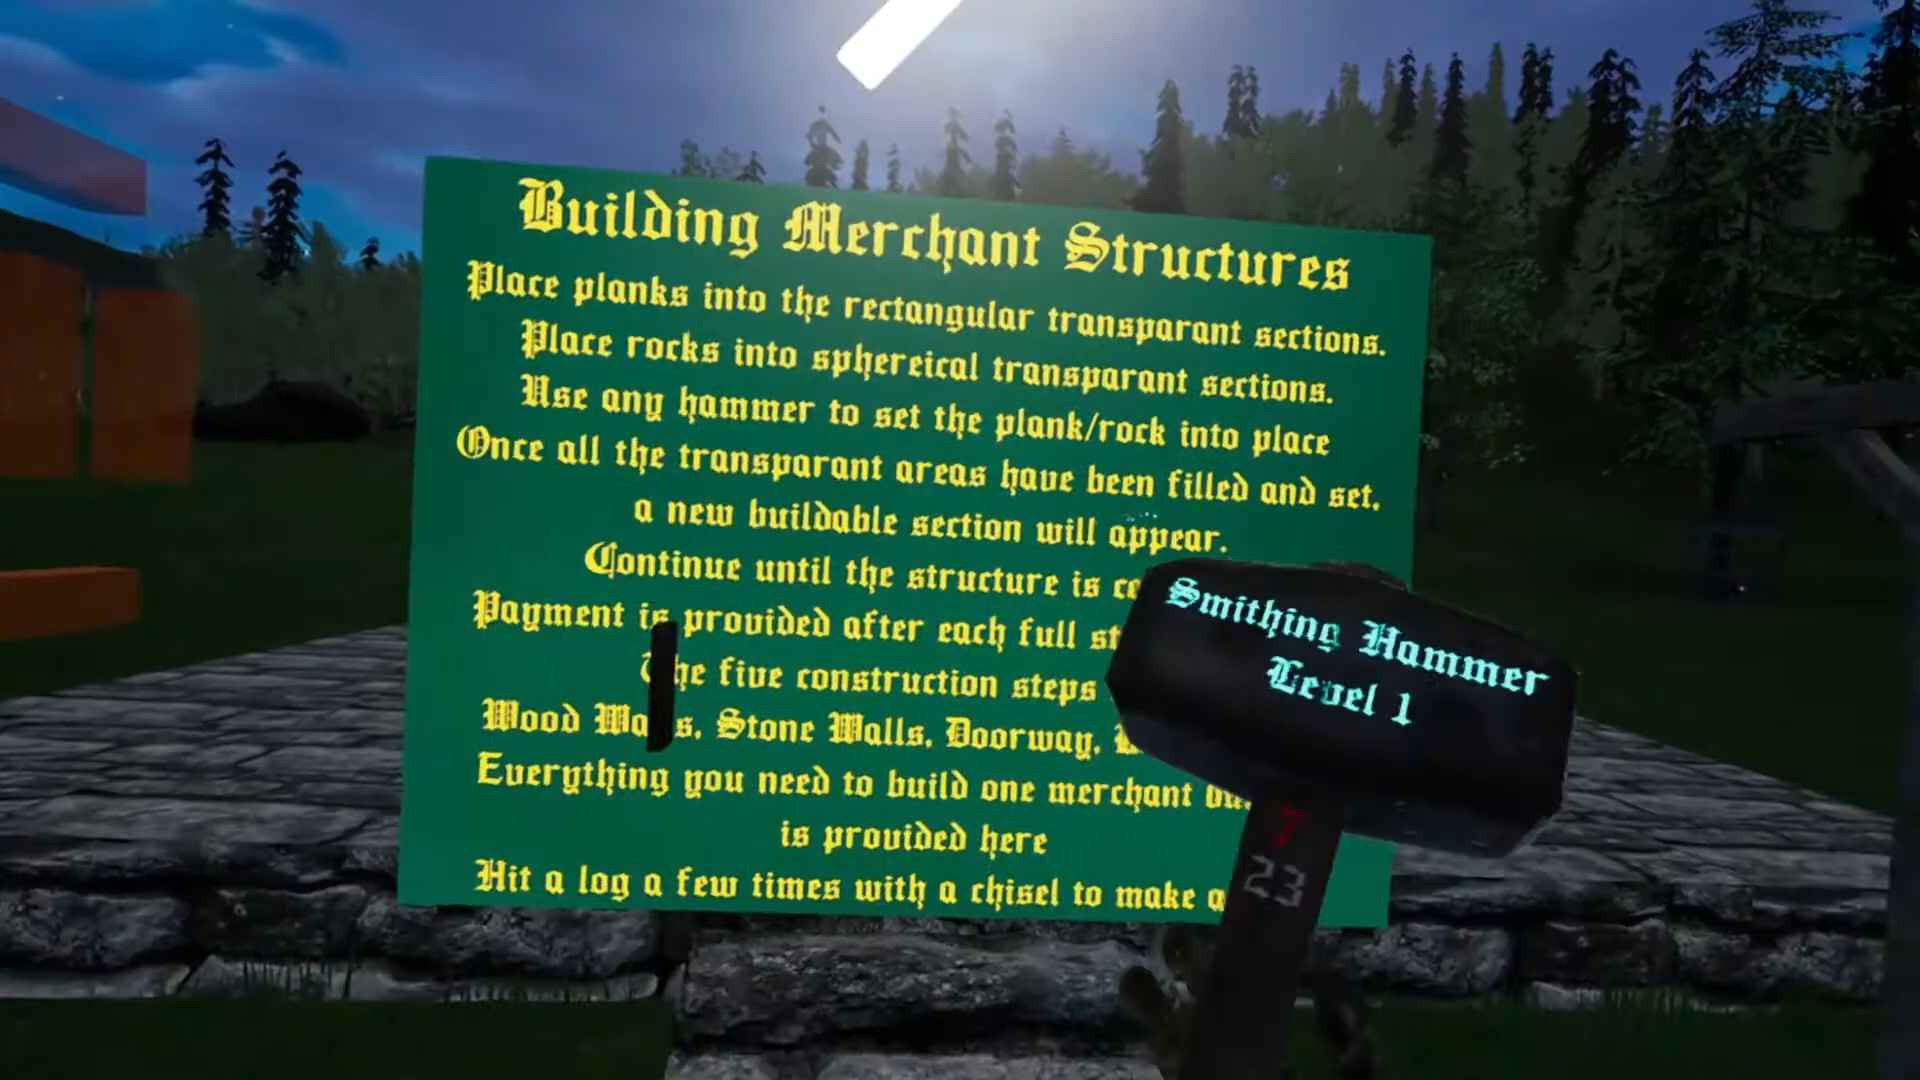 Building Merchant Structures
Place planks into the rectangular transparant sections.
Place rocks into sphereical transparant sections.
Use any hammer to set the plank/rock into place
Once all the transparant areas have been filled and set.
a new buildable section will appear.
Continue until the structure is
Payment is provided after each full
The five construction steps
Wood Walls, Stone Walls, Doorway,
Everything you need to build one merchant
is provided here
Hit a log a few times with a chisel to make a
Smithing Hammer
Level 1
7
23